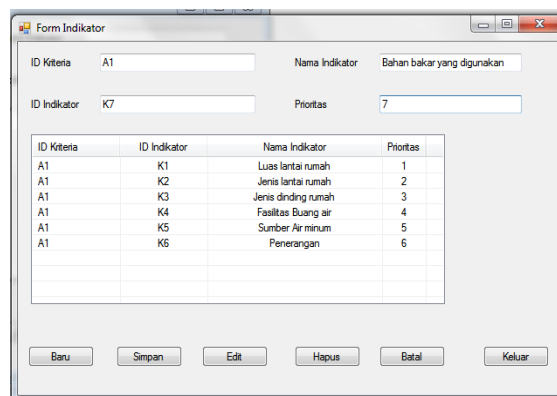 Form Indikator
ID Kriteria A1 Nama Indikator Bahan bakar yang digunakan
ID Indikator K7 Prioritas 7
ID Kriteria ID Indikator Nama Indikator Prioritas
A1 K1 Luas lantai rumah 1
A1 K2 Jenis lantai rumah 2
A1 K3 Jenis dinding rumah 3
A1 K4 Fasilitas Buang air 4
A1 K5 Sumber Air minum 5
A1 K6 Penerangan 6
Baru Simpan Edit Hapus Batal Keluar